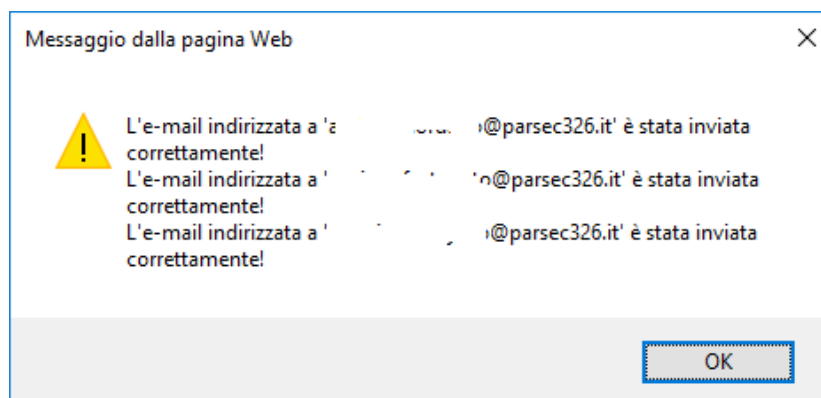 Messaggio dalla pagina Web
L'e-mail indirizzata a 'a @parsec326.it' è stata inviata
correttamente!
L'e-mail indirizzata a ' o@parsec326.it' è stata inviata
correttamente!
L'e-mail indirizzata a ' @parsec326.it' è stata inviata
correttamente!
OK